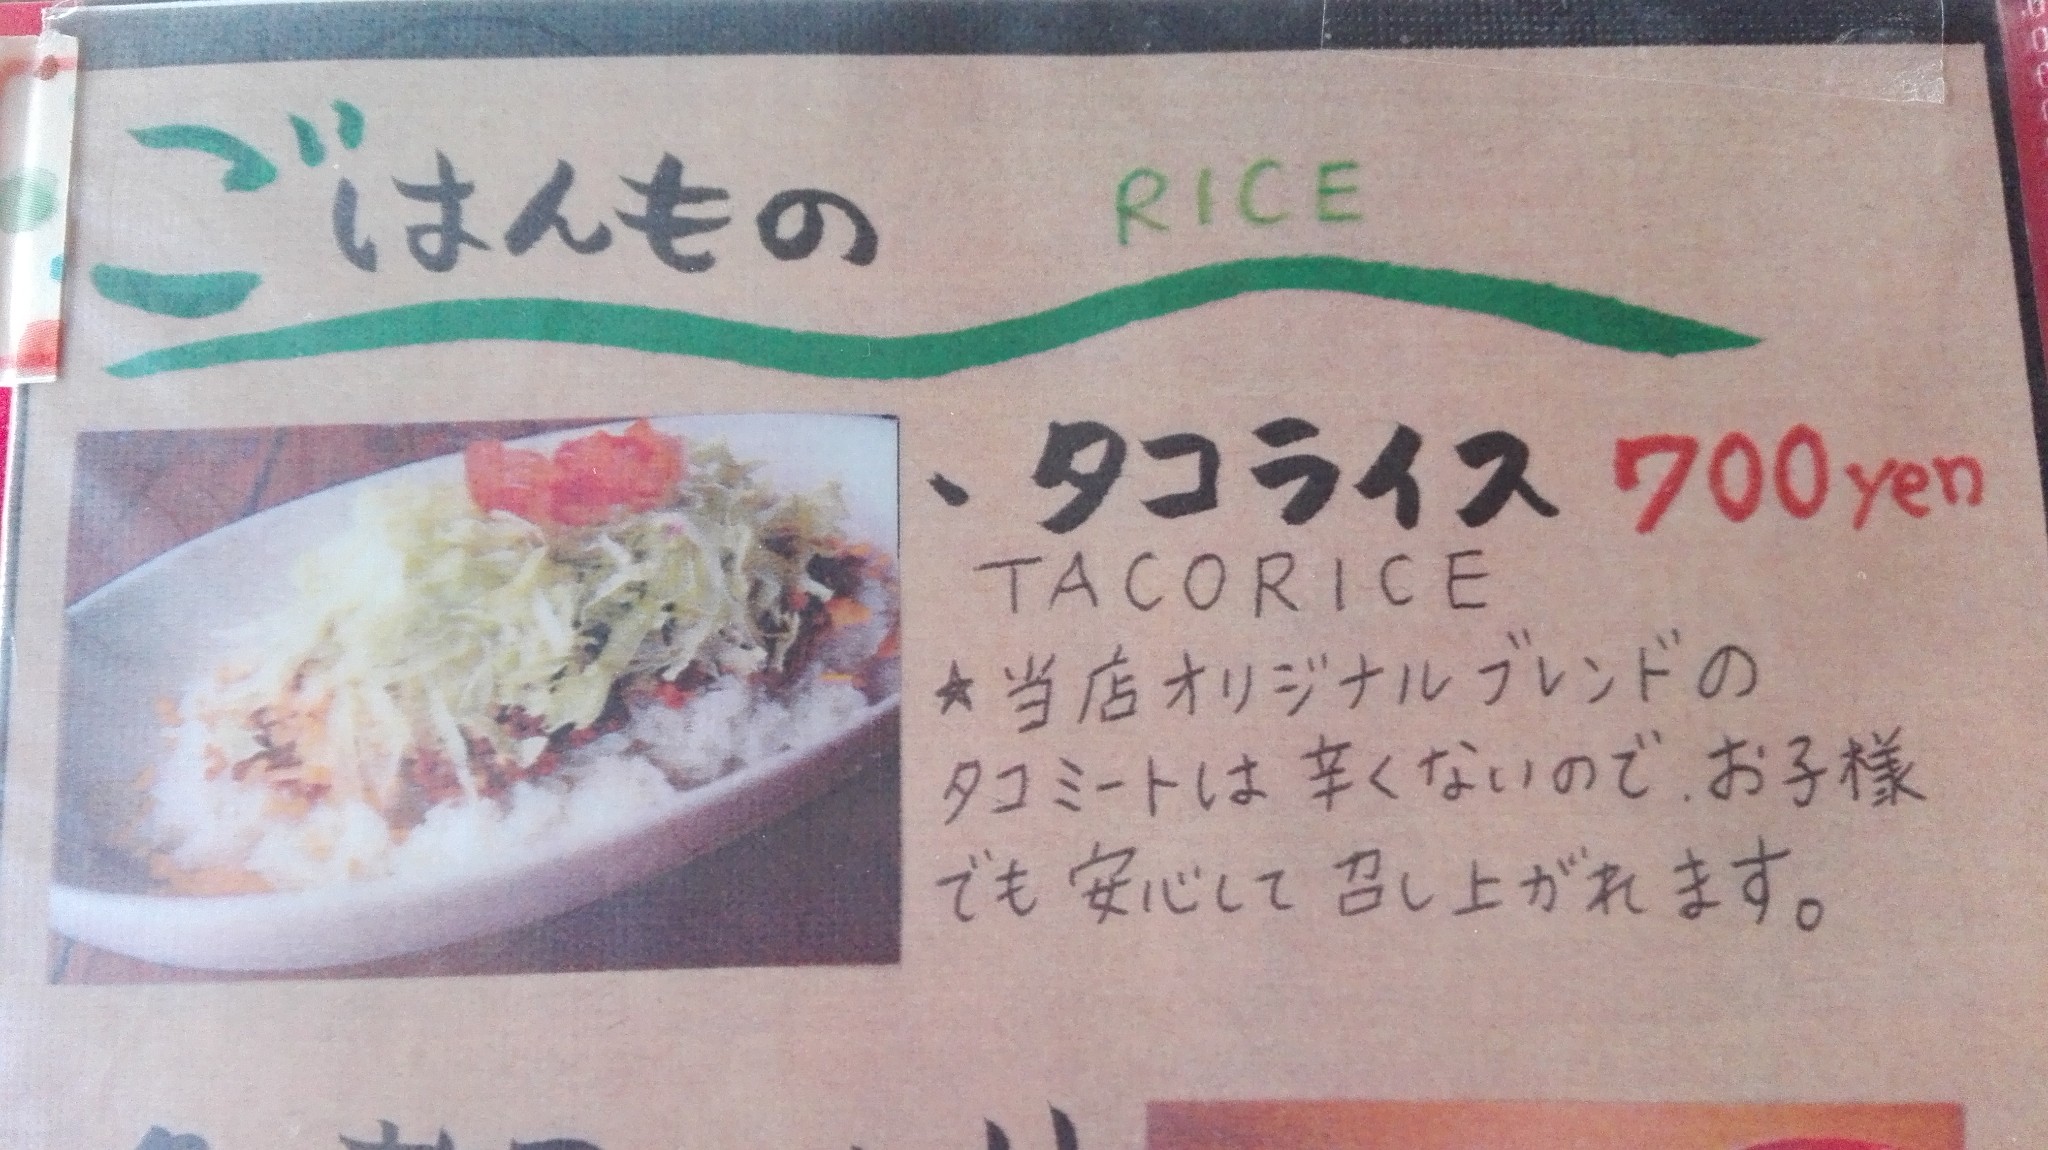 ごはんもの RICE
・タコライス 700yen
TACORICE
★当店オリジナルブレンドの
タコミートは辛くないので、お子様
でも安心して召し上がれます。